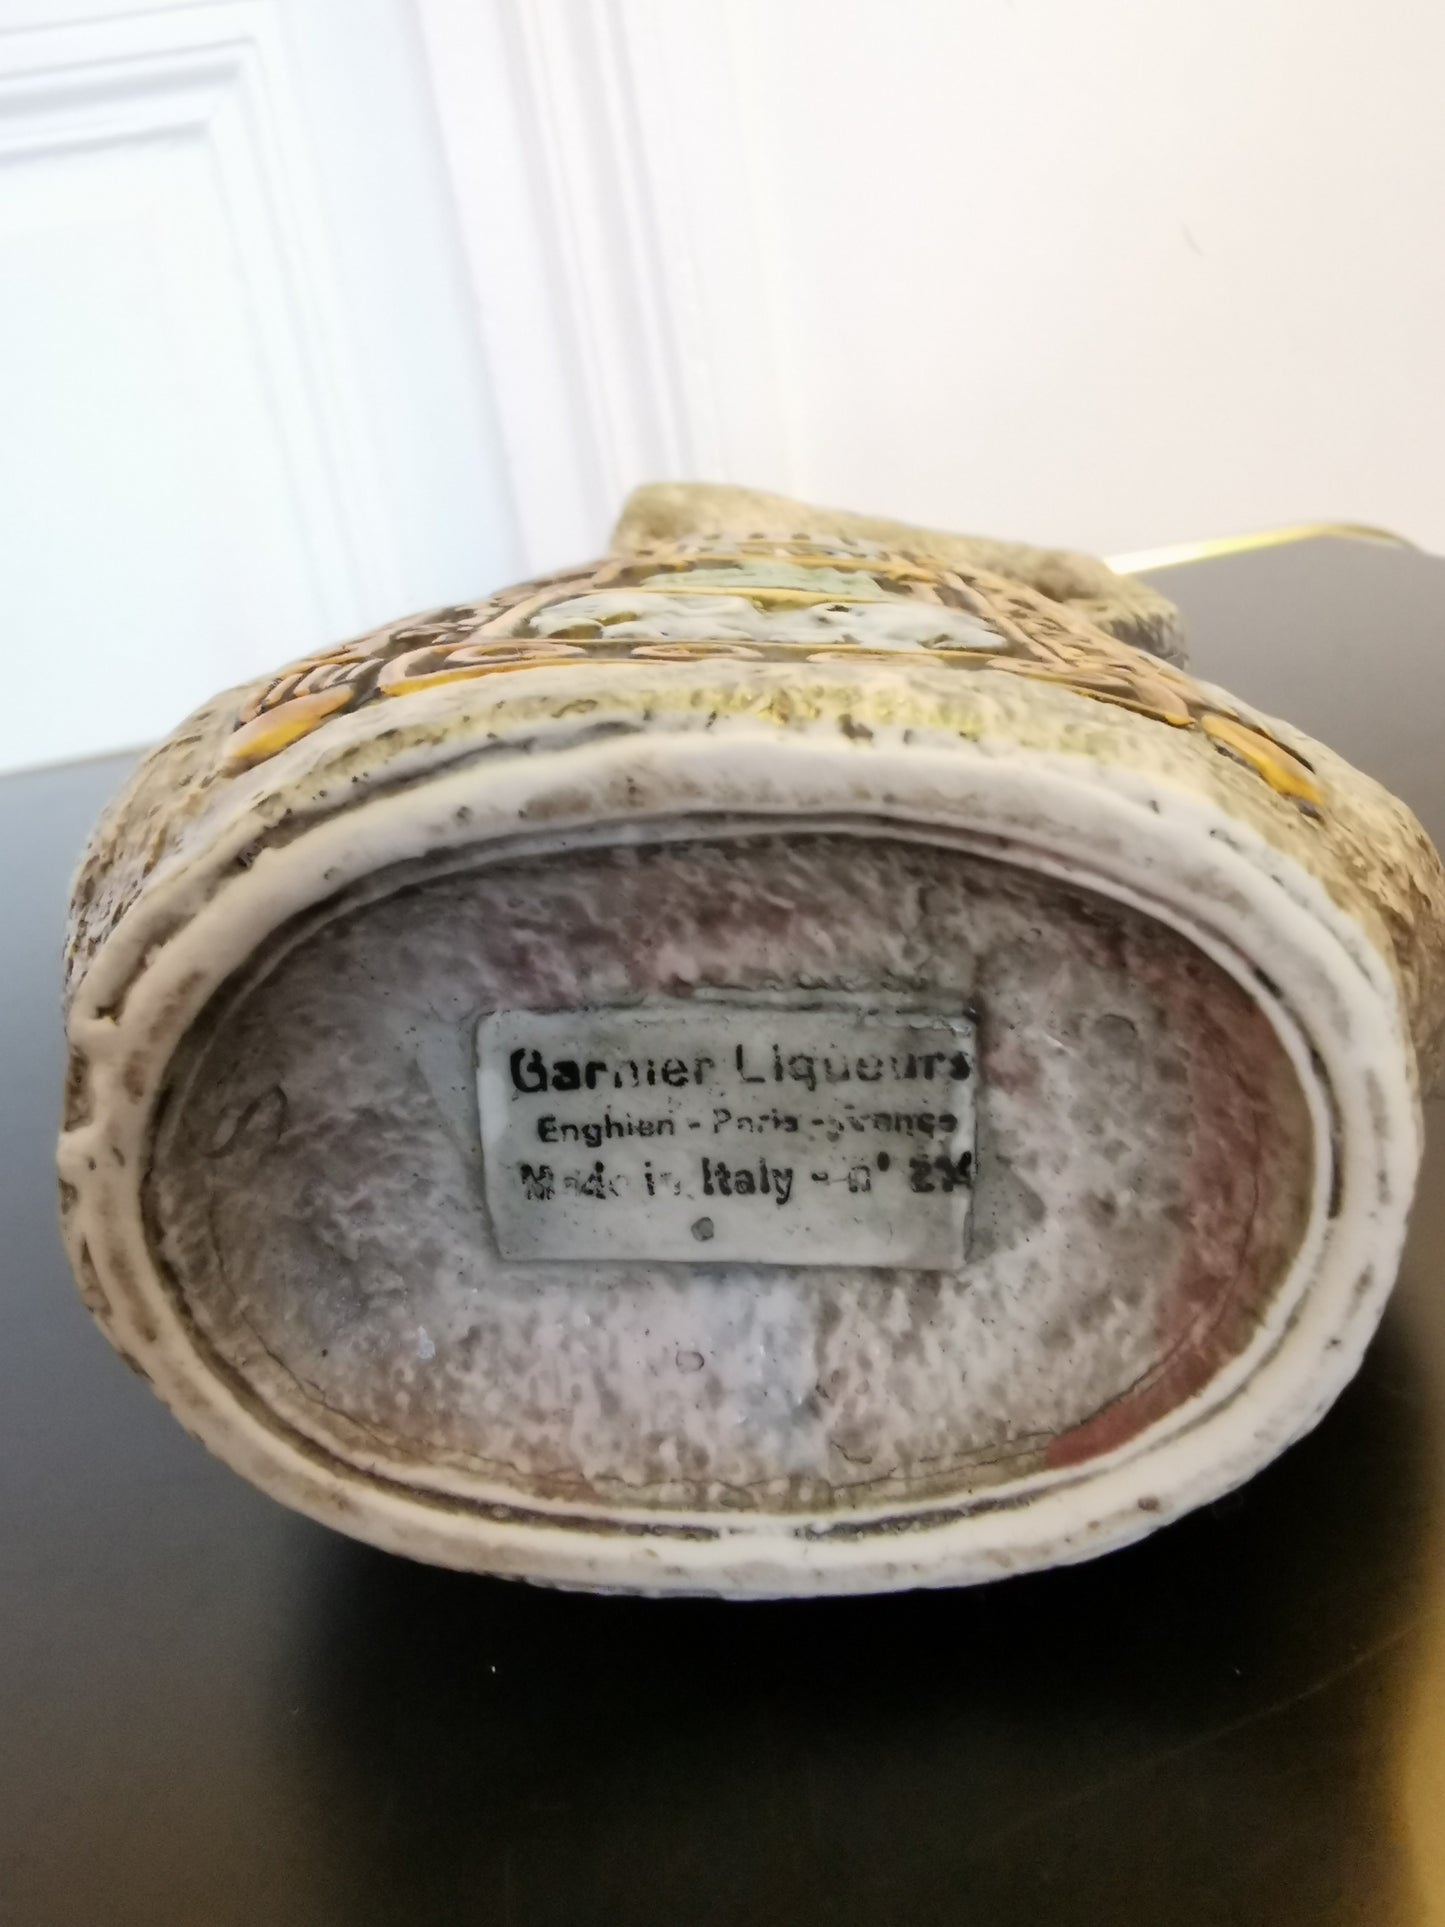 Garnier Liqueurs
Enghien - Paris - France
Made in Italy - n°